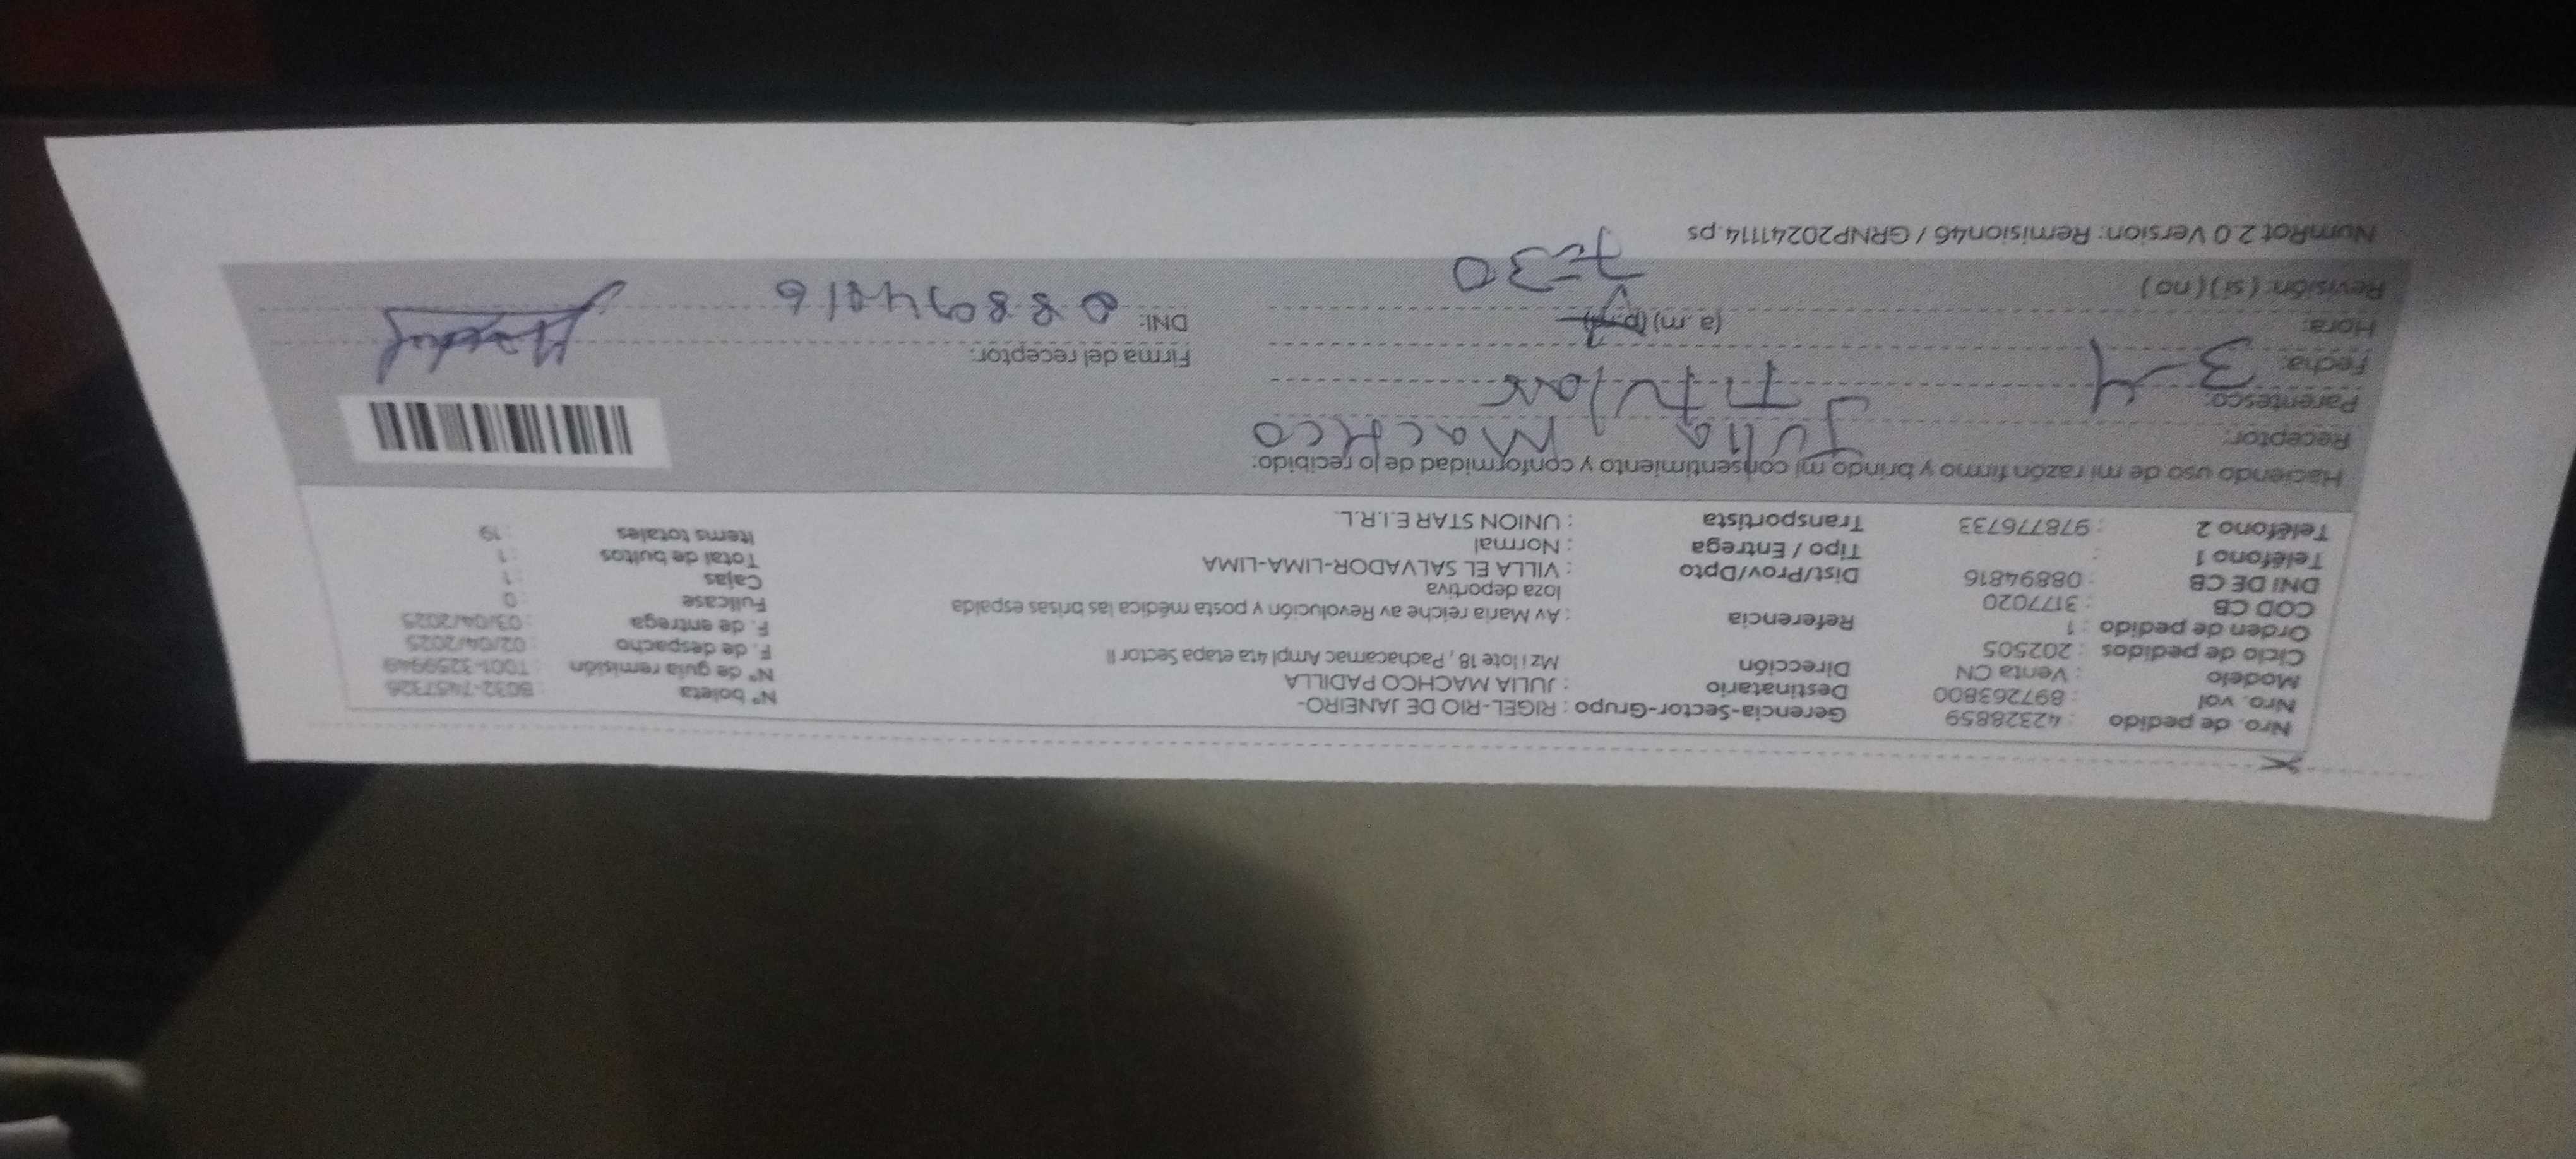 Nro. de pedido : 42328859 Gerencia-Sector-Grupo : RIGEL-RIO DE JANEIRO- N° boleta : B032-7457326
Nro. vol : 897263800 Destinatario : JULIA MACHCO PADILLA N° de guía remisión : T001-3259949
Modelo : Venta CN Dirección Mz i lote 18 , Pachacamac Ampl 4ta etapa Sector II F. de despacho : 02/04/2025
Ciclo de pedidos : 202505 F. de entrega : 03/04/2025
Orden de pedido : 1 Referencia : Av Maria reiche av Revolución y posta médica las brisas espalda Fullcase : 0
COD CB : 3177020 loza deportiva Cajas : 1
DNI DE CB : 08894816 Dist/Prov/Dpto : VILLA EL SALVADOR-LIMA-LIMA Total de bultos : 1
Teléfono 1 : Tipo / Entrega : Normal Items totales : 19
Teléfono 2 : 978776733 Transportista : UNION STAR E.I.R.L.
Haciendo uso de mi razón firmo y brindo mi consentimiento y conformidad de lo recibido:
Receptor: Julia Machco
Parentesco: Titular
Fecha: 3-4 Firma del receptor:
Hora: (a. m) (p. m) DNI: 08894816
Revisión: ( si ) ( no ) 7=30
NumRot 2.0 Version: Remision46 / GRNP20241114.ps